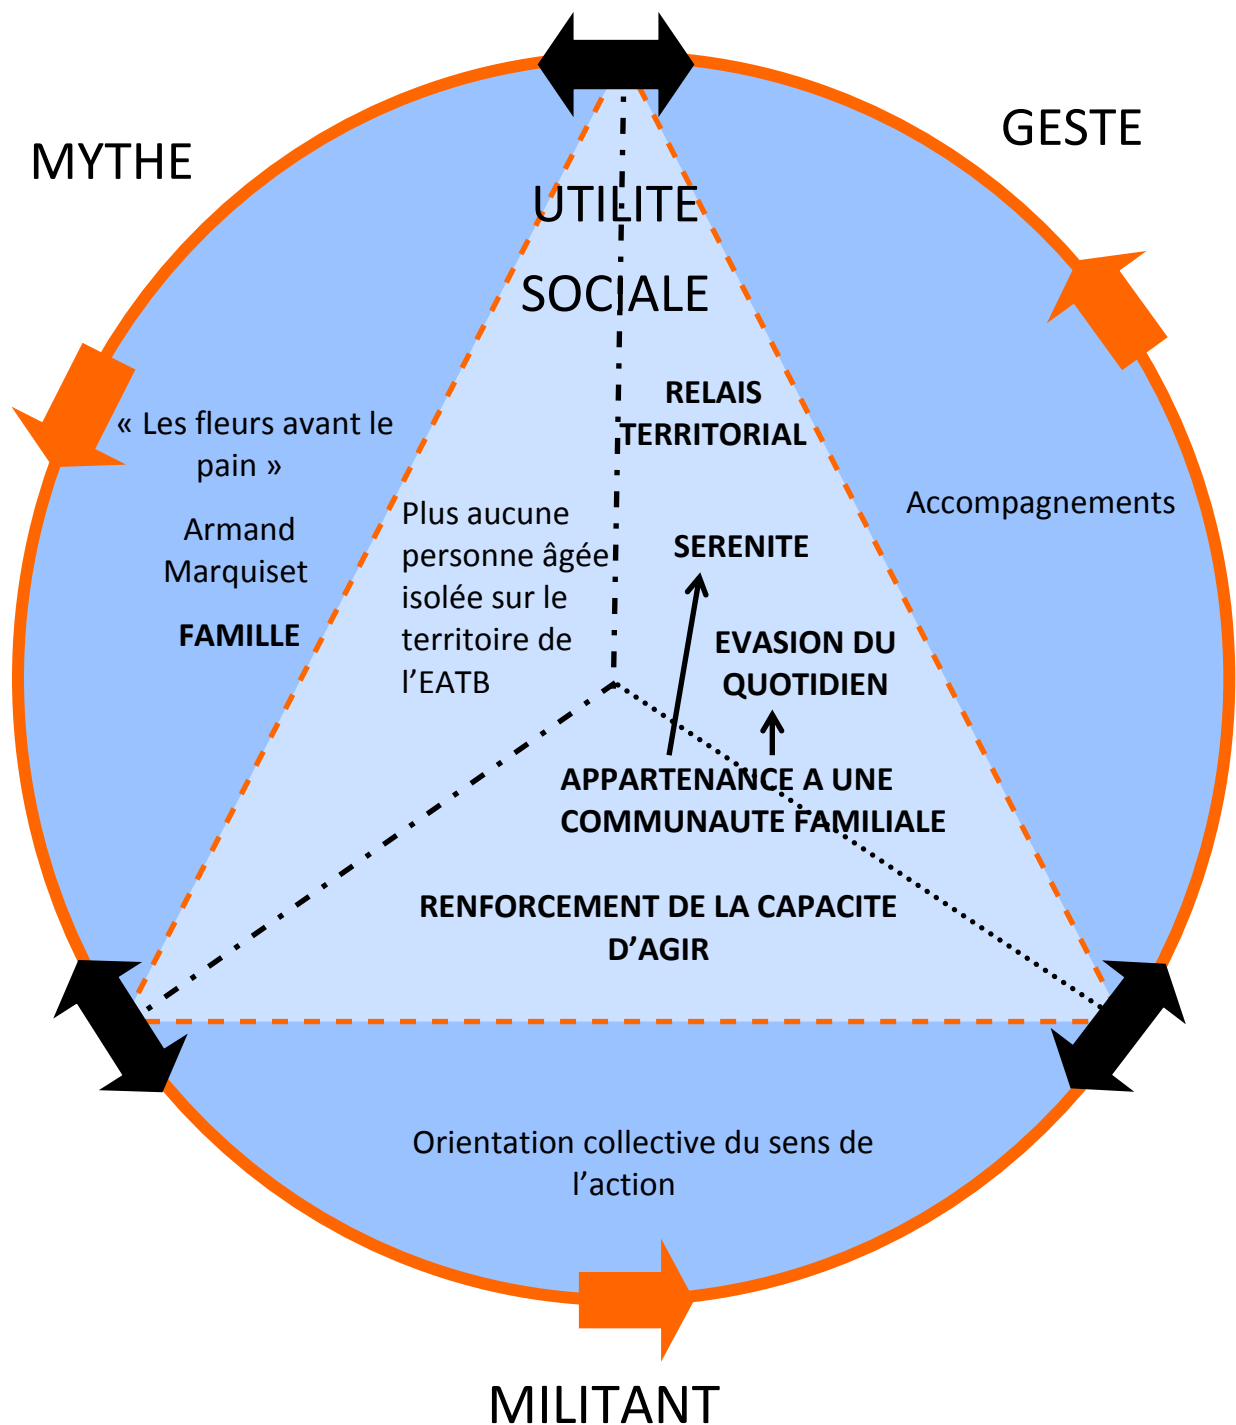 MYTHE
GESTE
UTILITE
SOCIALE
« Les fleurs avant le
pain »
Armand
Marquiset
FAMILLE
Plus aucune
personne âgée
isolée sur le
territoire de
l’EATB
RELAIS
TERRITORIAL
SERENITE
EVASION DU
QUOTIDIEN
APPARTENANCE A UNE
COMMUNAUTE FAMILIALE
RENFORCEMENT DE LA CAPACITE
D’AGIR
Accompagnements
Orientation collective du sens de
l’action
MILITANT